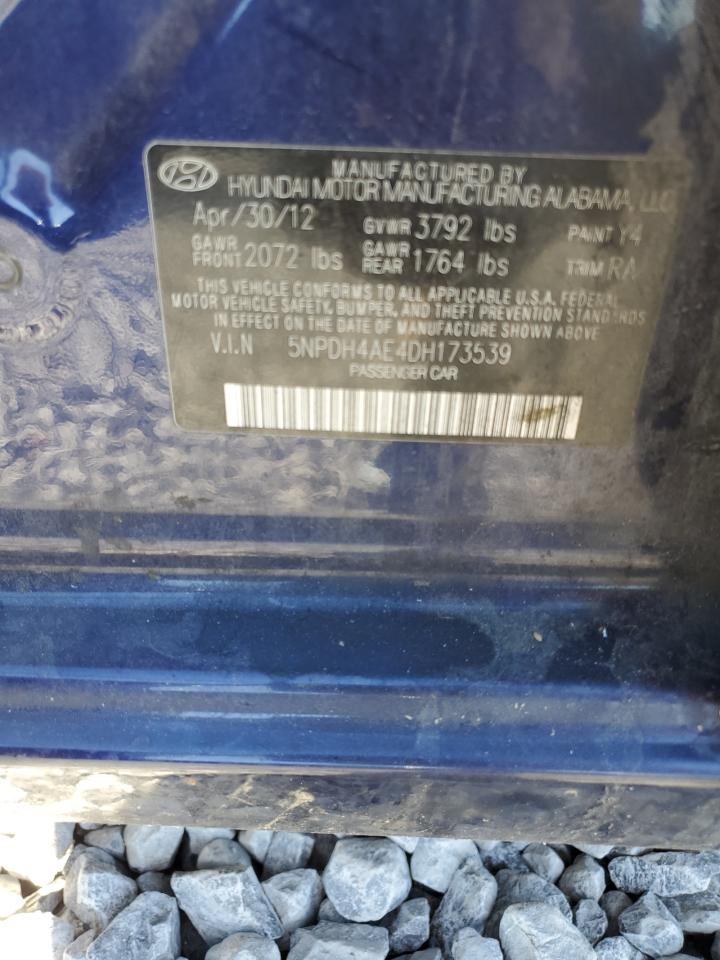 MANUFACTURED BY
HYUNDAI MOTOR MANUFACTURING ALABAMA, LLC
Apr/30/12 GVWR 3792 lbs PAINT Y4
GAWR FRONT 2072 lbs GAWR REAR 1764 lbs TRIM RA
THIS VEHICLE CONFORMS TO ALL APPLICABLE U.S.A. FEDERAL
MOTOR VEHICLE SAFETY, BUMPER, AND THEFT PREVENTION STANDARDS
IN EFFECT ON THE DATE OF MANUFACTURE SHOWN ABOVE
V.I.N 5NPDH4AE4DH173539
PASSENGER CAR